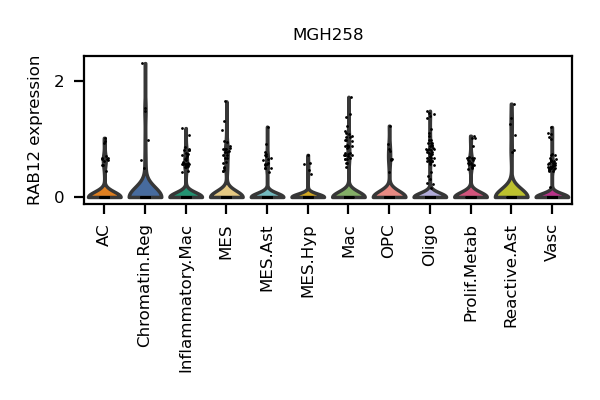 MGH258
RAB12 expression
2
0
AC
Chromatin.Reg
Inflammatory.Mac
MES
MES.Ast
MES.Hyp
Mac
OPC
Oligo
Prolif.Metab
Reactive.Ast
Vasc